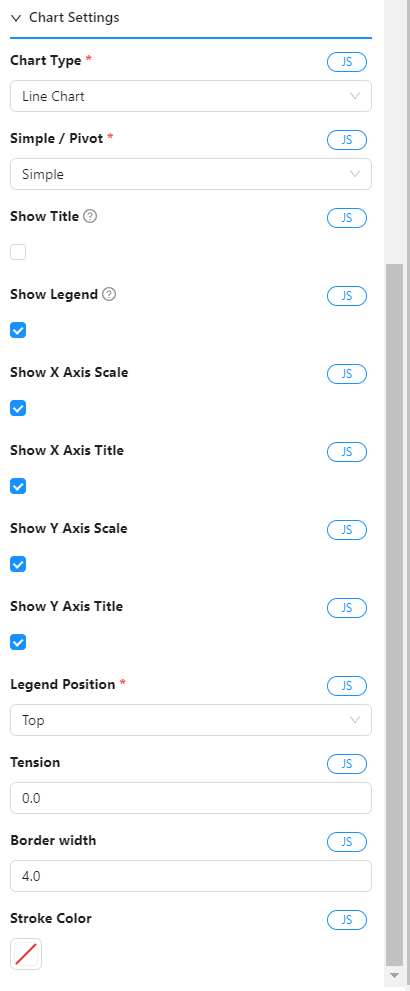 Chart Settings
Chart Type * JS
Line Chart
Simple / Pivot * JS
Simple
Show Title ? JS
Show Legend ? JS
Show X Axis Scale JS
Show X Axis Title JS
Show Y Axis Scale JS
Show Y Axis Title JS
Legend Position * JS
Top
Tension JS
0.0
Border width JS
4.0
Stroke Color JS